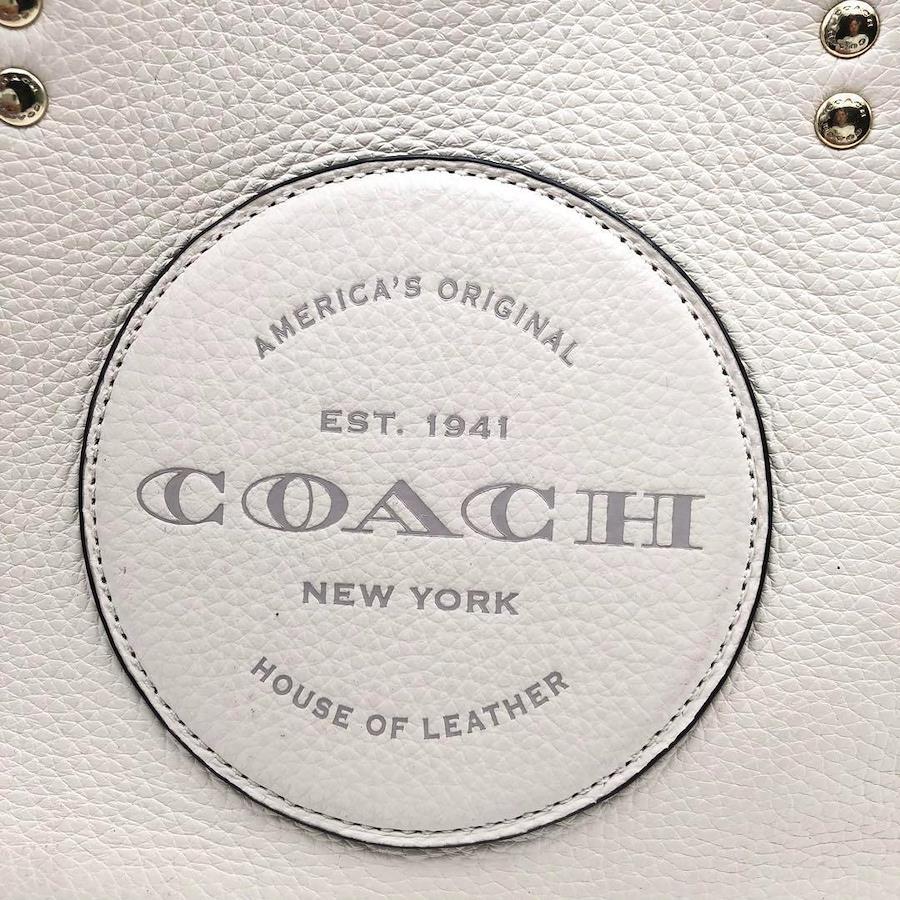 AMERICA'S ORIGINAL
EST. 1941
COACH
NEW YORK
HOUSE OF LEATHER